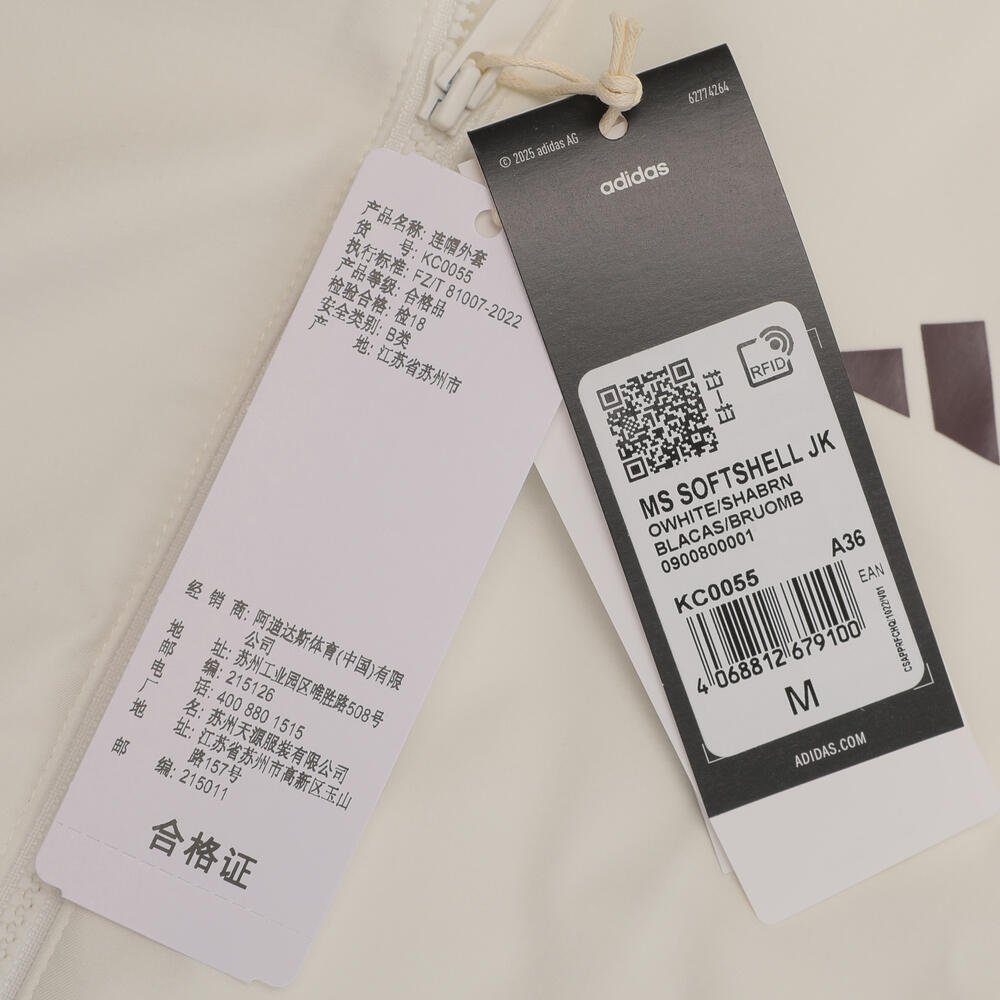 产品名称: 连帽外套
货 号: KC0055
执行标准: FZ/T 81007-2022
产品等级: 合格品
检验合格: 检18
安全类别: B类
产 地: 江苏省苏州市
经 销 商: 阿迪达斯体育(中国)有限
公司
地 址: 苏州工业园区唯胜路508号
邮 编: 215126
电 话: 400 880 1515
厂 名: 苏州天源服装有限公司
地 址: 江苏省苏州市高新区玉山
路157号
邮 编: 215011
合格证
62774264
© 2025 adidas AG
adidas
RFID
MS SOFTSHELL JK
OWHITE/SHABRN
BLACAS/BRUOMB
0900800001
A36
KC0055
EAN
4 068812 679100
CSAPPRFCHQ/1022/V01
M
ADIDAS.COM